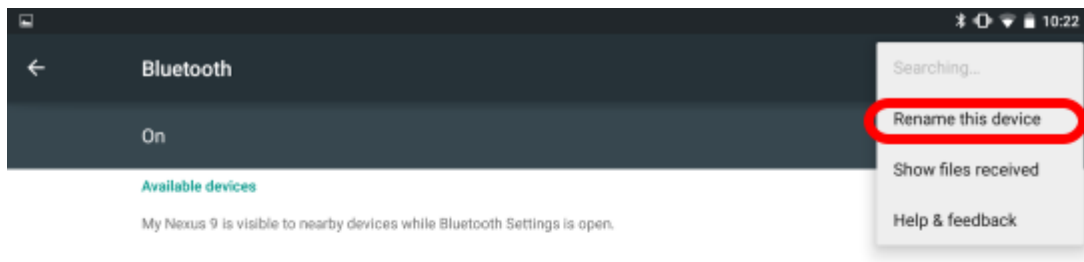 10:22
Bluetooth
Searching...
Rename this device
On
Show files received
Available devices
Help & feedback
My Nexus 9 is visible to nearby devices while Bluetooth Settings is open.